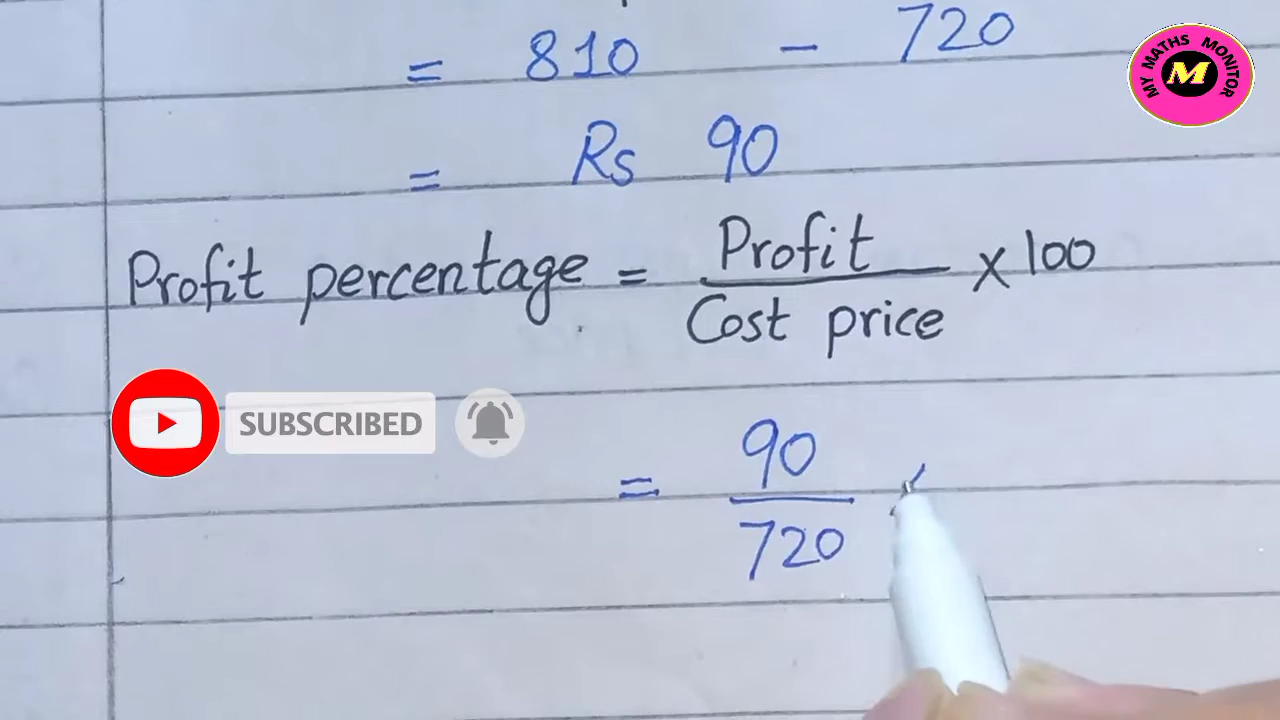 = 810 - 720
MY MATHS MONITOR
M
= Rs 90
Profit percentage = Profit / Cost price × 100
SUBSCRIBED
= 90 / 720